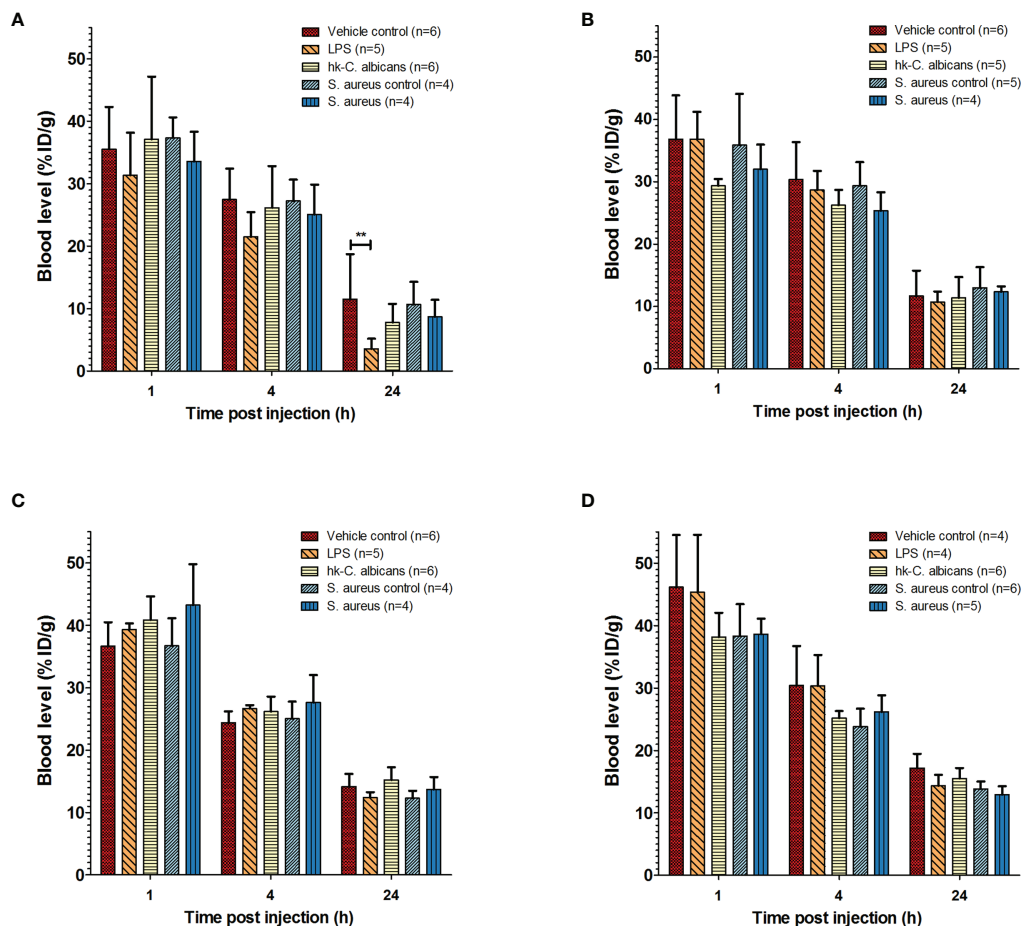 A
Vehicle control (n=6)
LPS (n=5)
hk-C. albicans (n=6)
S. aureus control (n=4)
S. aureus (n=4)
Blood level (%ID/g)
50
40
30
20
10
0
**
1 4 24
Time post injection (h)
B
Vehicle control (n=6)
LPS (n=5)
hk-C. albicans (n=5)
S. aureus control (n=5)
S. aureus (n=4)
Blood level (%ID/g)
50
40
30
20
10
0
1 4 24
Time post injection (h)
C
Vehicle control (n=6)
LPS (n=5)
hk-C. albicans (n=6)
S. aureus control (n=4)
S. aureus (n=4)
Blood level (%ID/g)
50
40
30
20
10
0
1 4 24
Time post injection (h)
D
Vehicle control (n=4)
LPS (n=4)
hk-C. albicans (n=6)
S. aureus control (n=6)
S. aureus (n=5)
Blood level (%ID/g)
50
40
30
20
10
0
1 4 24
Time post injection (h)